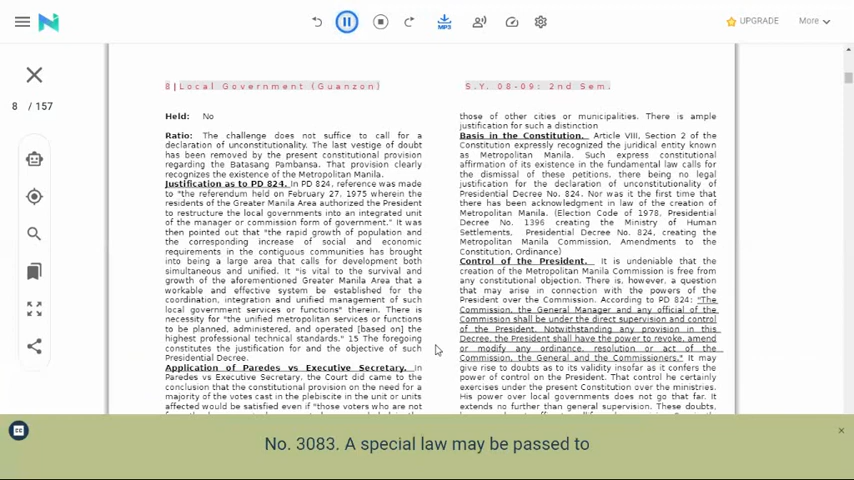 MP3
UPGRADE
More
8 / 157
8|Local Government (Guanzon)
S.Y. 08-09: 2nd Sem.
Held: No
Ratio: The challenge does not suffice to call for a
declaration of unconstitutionality. The last vestige of doubt
has been removed by the present constitutional provision
regarding the Batasang Pambansa. That provision clearly
recognizes the existence of the Metropolitan Manila.
Justification as to PD 824. In PD 824, reference was made
to "the referendum held on February 27, 1975 wherein the
residents of the Greater Manila Area authorized the President
to restructure the local governments into an integrated unit
of the manager or commission form of government." It was
then pointed out that "the rapid growth of population and
the corresponding increase of social and economic
requirements in the contiguous communities has brought
into being a large area that calls for development both
simultaneous and unified. It "is vital to the survival and
growth of the aforementioned Greater Manila Area that a
workable and effective system be established for the
coordination, integration and unified management of such
local government services or functions" therein. There is
necessity for "metropolitan services or functions
to be planned, administered, and operated [based on] the
highest professional technical standards." 15 The foregoing
constitutes the justification for and the objective of such
Presidential Decree.
Application of Paredes vs Executive Secretary. In
Paredes vs Executive Secretary, the Court did came to the
conclusion that the constitutional provision on the need for a
majority of the votes cast in the plebiscite in the unit or units
affected would be satisfied even if "those voters who are not
those of other cities or municipalities. There is ample
justification for such a distinction
Basis in the Constitution. Article VIII, Section 2 of the
Constitution expressly recognized the juridical entity known
as Metropolitan Manila. Such express constitutional
affirmation of its existence in the fundamental law calls for
the dismissal of these petitions, there being no legal
justification for the declaration of unconstitutionality of
Presidential Decree No. 824. Nor was it the first time that
there has been acknowledgment in law of the creation of
Metropolitan Manila. (Election Code of 1978, Presidential
Decree No. 1396 creating the Ministry of Human
Settlements, Presidential Decree No. 824, creating the
Metropolitan Manila Commission, Amendments to the
Constitution, Ordinance)
Control of the President. It is undeniable that the
creation of the Metropolitan Manila Commission is free from
any constitutional objection. There is, however, a question
that may arise in connection with the powers of the
President over the Commission. According to PD 824: "The
Commission, the General Manager and any official of the
Commission shall be under the direct supervision and control
of the President. Notwithstanding any provision in this
Decree, the President shall have the power to revoke, amend
or modify any ordinance, resolution or act of the
Commission, the General and the Commissioners." It may
give rise to doubts as to its validity insofar as it confers the
power of control on the President. That control he certainly
exercises under the present Constitution over the ministries.
His power over local governments does not go that far. It
extends no further than general supervision. These doubts,
No. 3083. A special law may be passed to